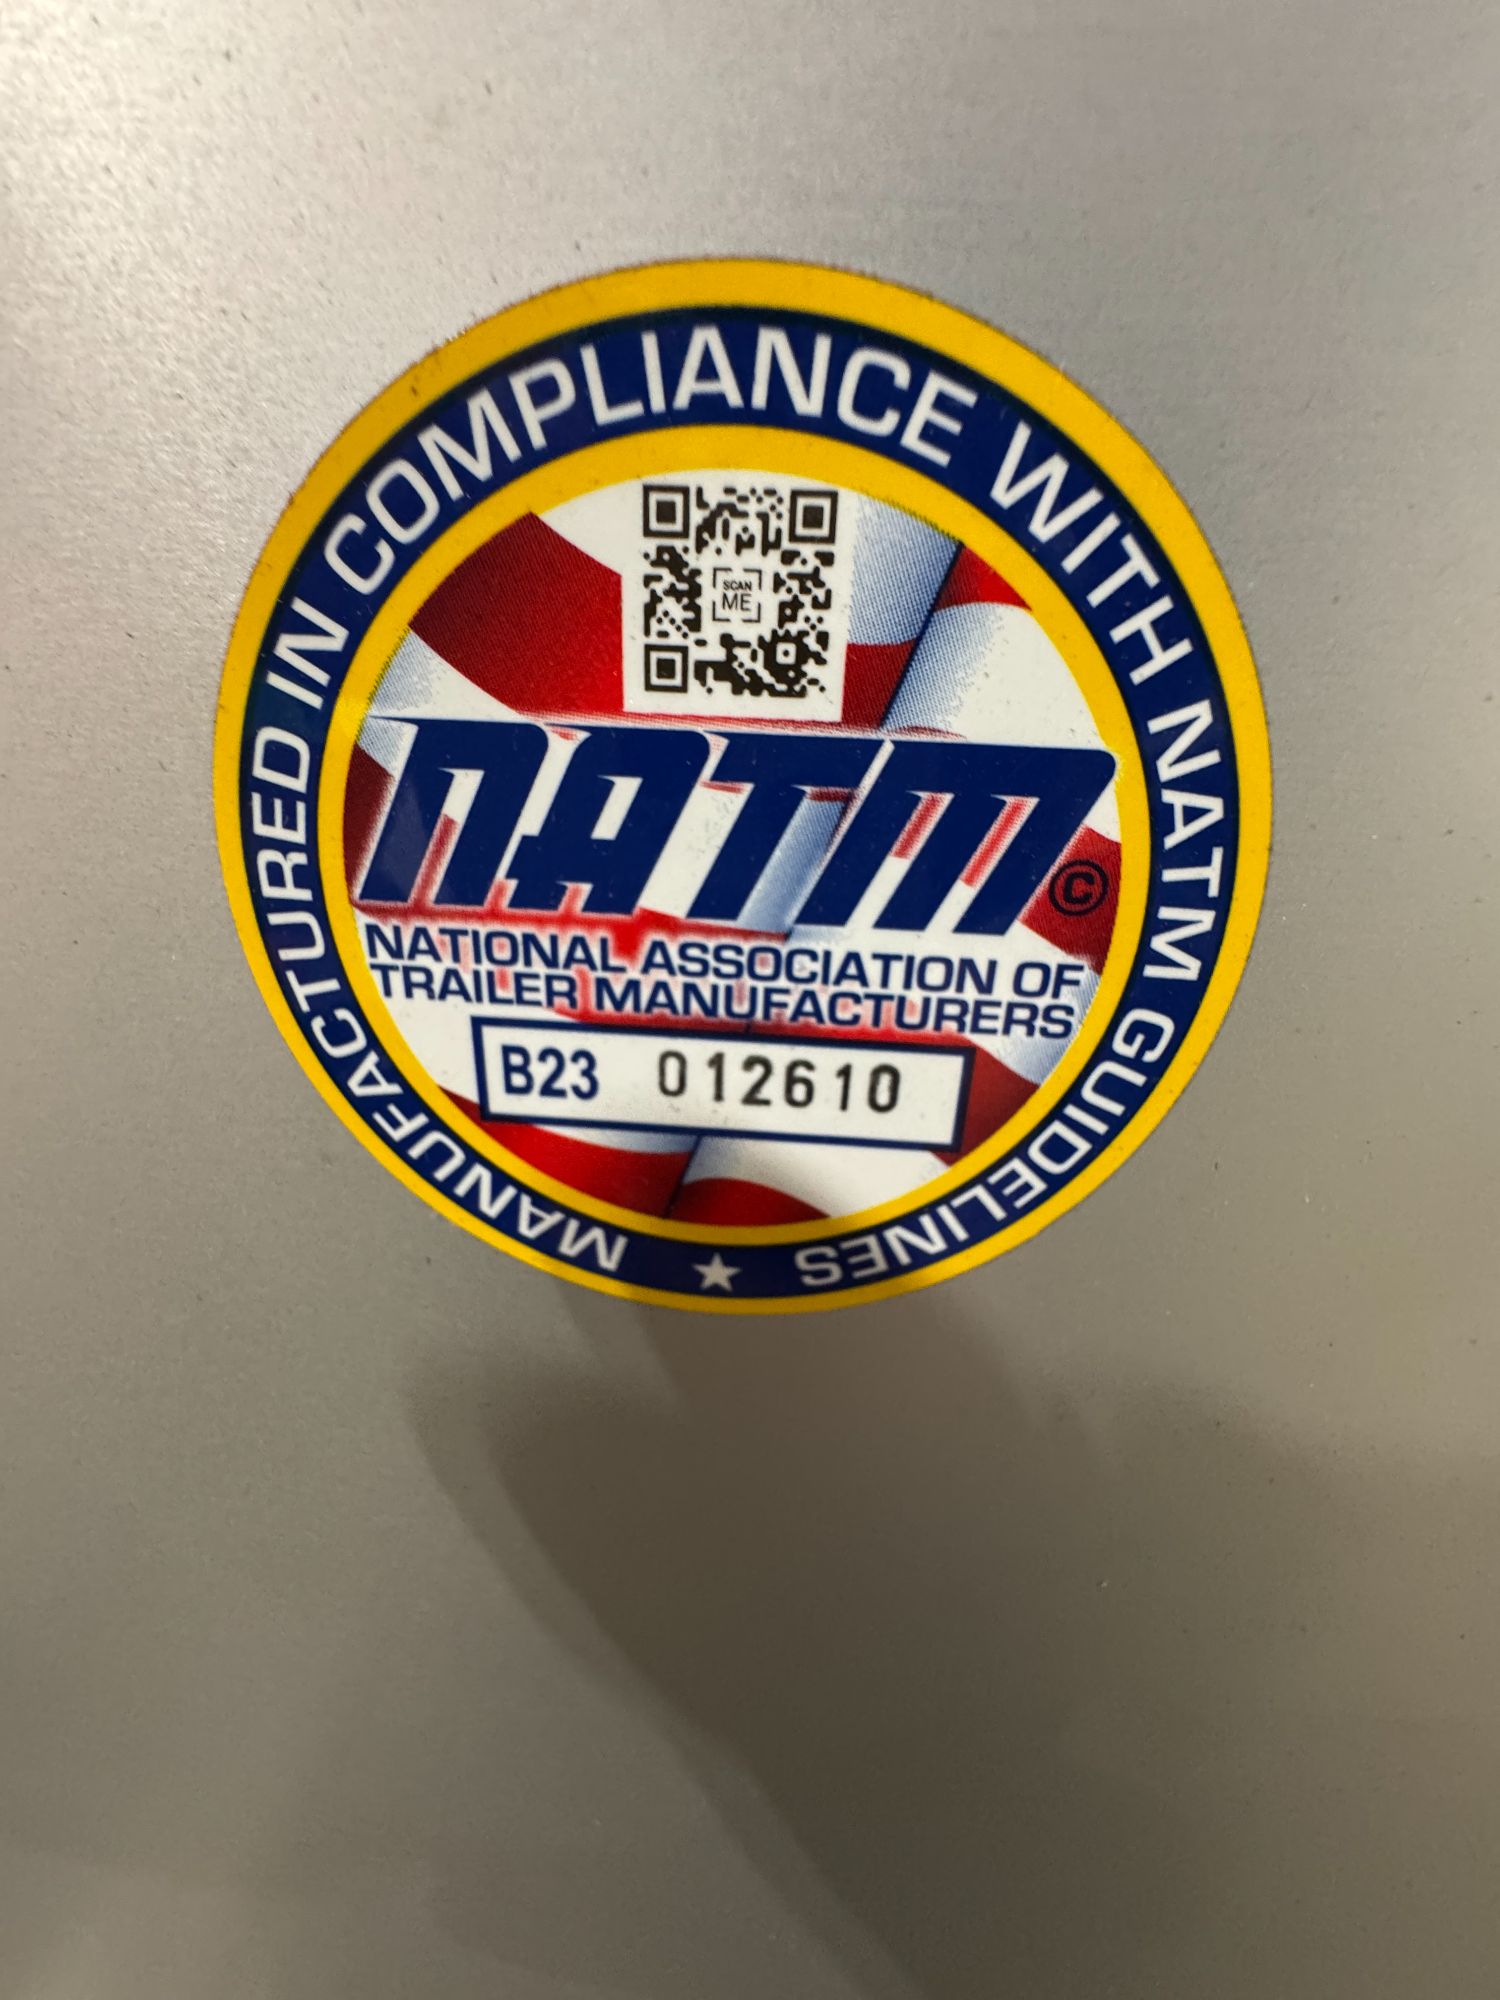 MANUFACTURED IN COMPLIANCE WITH NATM GUIDELINES
SCAN
ME
NATM ©
NATIONAL ASSOCIATION OF
TRAILER MANUFACTURERS
B23 012610